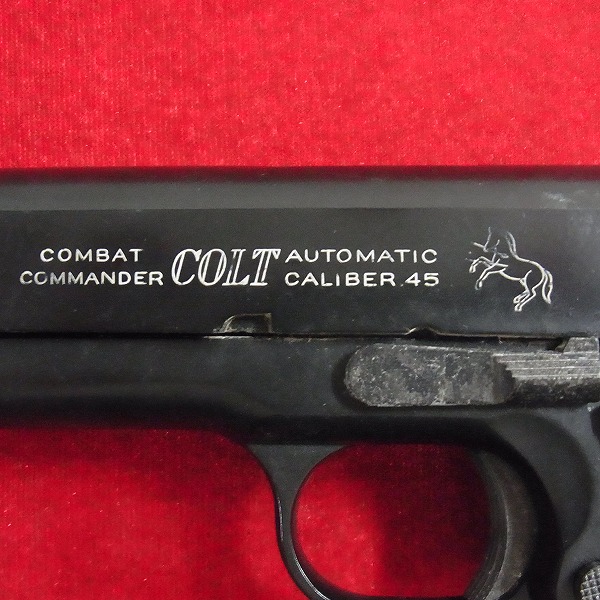 COMBAT COLT AUTOMATIC
COMMANDER CALIBER .45